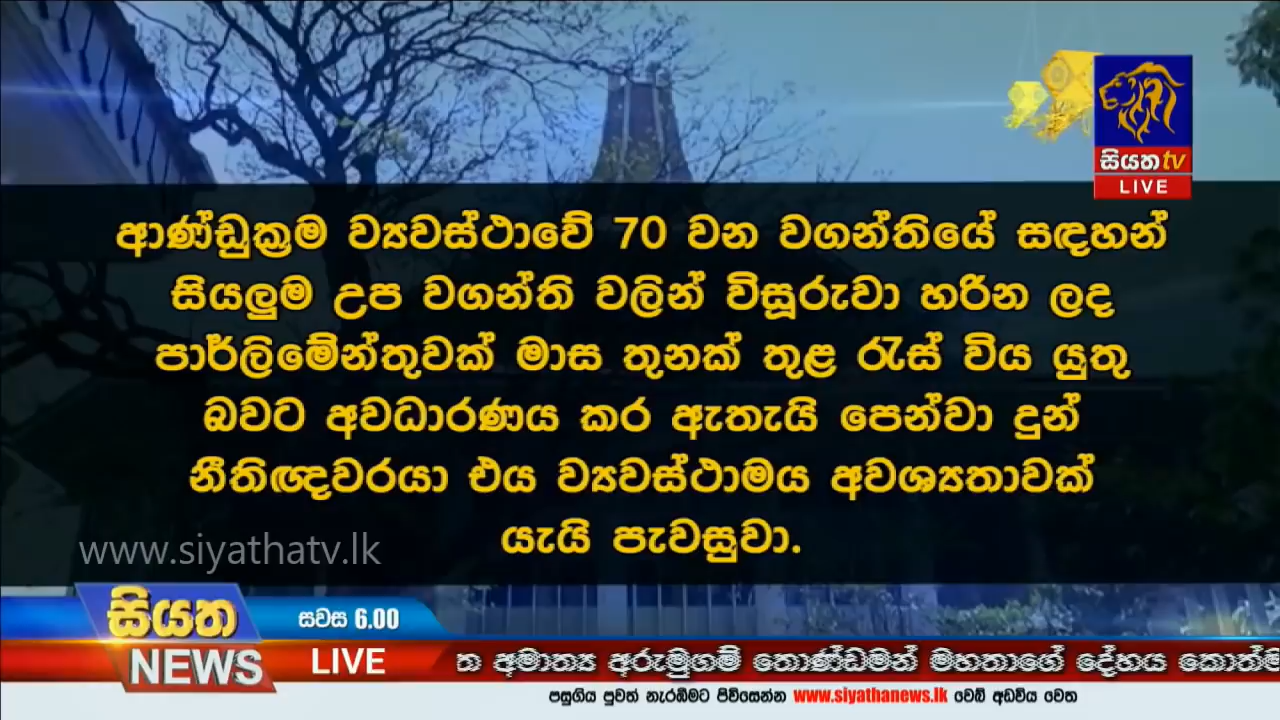 සියත tv
LIVE
ආණ්ඩුක්‍රම ව්‍යවස්ථාවේ 70 වන වගන්තියේ සඳහන්
සියලුම උප වගන්ති වලින් විසුරුවා හරින ලද
පාර්ලිමේන්තුවක් මාස තුනක් තුළ රැස් විය යුතු
බවට අවධාරණය කර ඇතැයි පෙන්වා දුන්
නීතිඥවරයා එය ව්‍යවස්ථාමය අවශ්‍යතාවක්
යැයි පැවසුවා.
www.siyathatv.lk
සියත
NEWS
සවස 6.00
LIVE
ත අමාත්‍ය අරුමුගම් තොණ්ඩමන් මහතාගේ දේහය කොත්ම
පසුගිය පුවත් නැරඹීමට පිවිසෙන්න www.siyathanews.lk වෙබ් අඩවිය වෙත